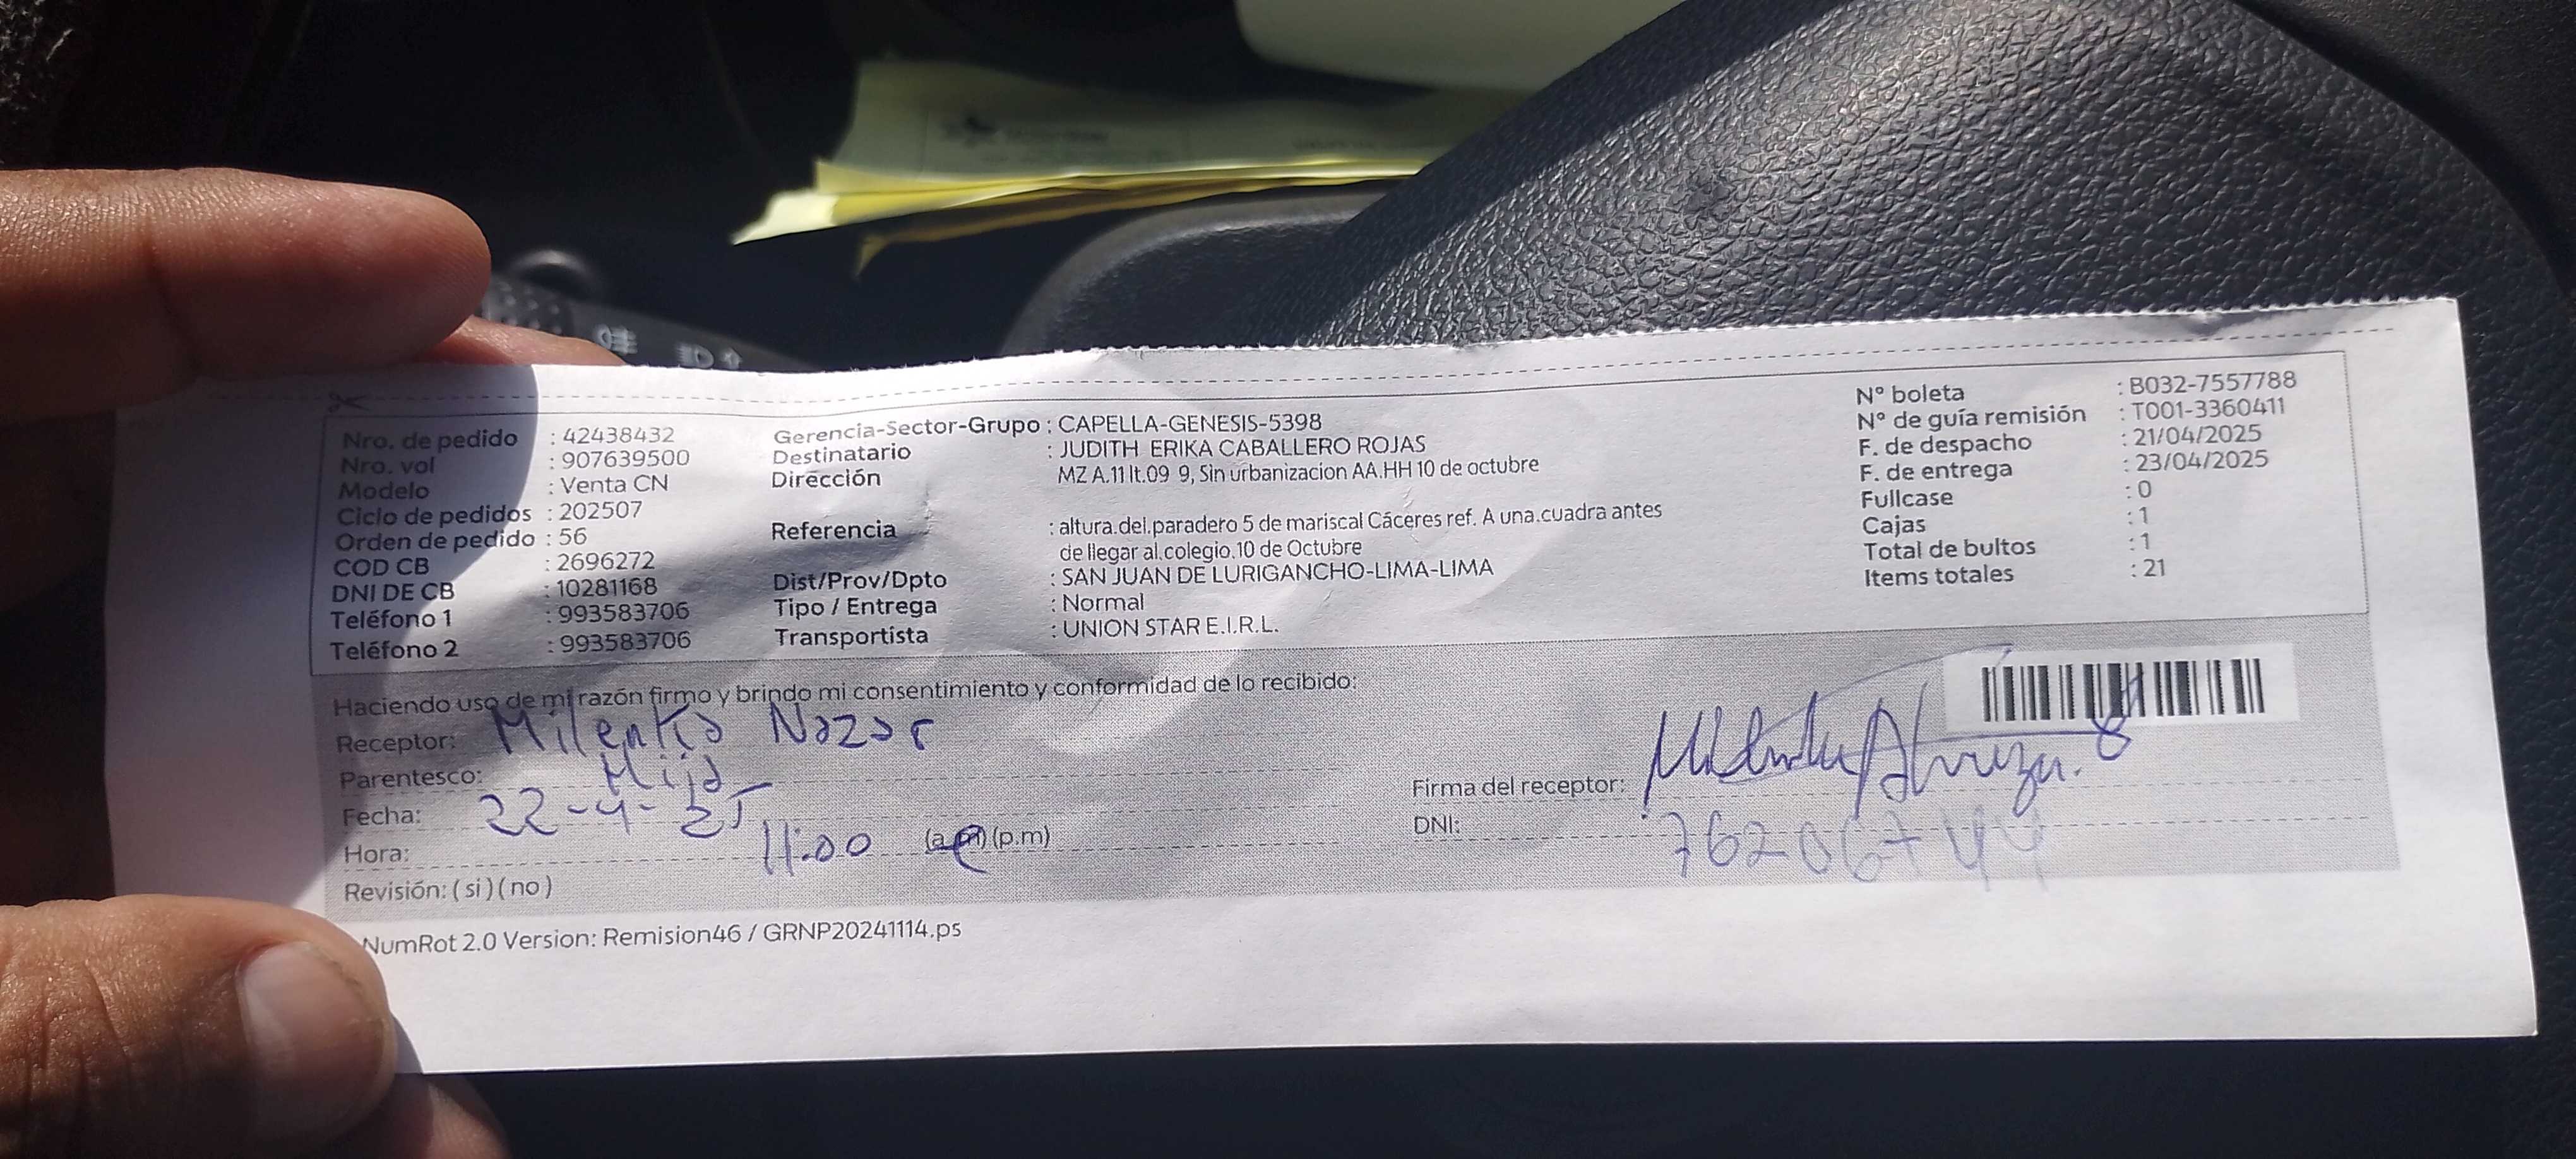 Nro. de pedido : 42438432
Nro. vol : 907639500
Modelo : Venta CN
Ciclo de pedidos : 202507
Orden de pedido : 56
COD CB : 2696272
DNI DE CB : 10281168
Teléfono 1 : 993583706
Teléfono 2 : 993583706
Gerencia-Sector-Grupo : CAPELLA-GENESIS-5398
Destinatario : JUDITH ERIKA CABALLERO ROJAS
Dirección MZ A.11 lt.09 9, Sin urbanizacion AA.HH 10 de octubre
Referencia : altura.del.paradero 5 de mariscal Cáceres ref. A una.cuadra antes
de llegar al.colegio.10 de Octubre
Dist/Prov/Dpto : SAN JUAN DE LURIGANCHO-LIMA-LIMA
Tipo / Entrega : Normal
Transportista : UNION STAR E.I.R.L.
N° boleta : B032-7557788
N° de guía remisión : T001-3360411
F. de despacho : 21/04/2025
F. de entrega : 23/04/2025
Fullcase : 0
Cajas : 1
Total de bultos : 1
Items totales : 21
Haciendo uso de mi razón firmo y brindo mi consentimiento y conformidad de lo recibido:
Receptor: Milenka
Parentesco: Hija
Fecha: 22-4-25
Hora: 11:00 (a.m) (p.m)
Revisión: ( si ) ( no )
Firma del receptor:
DNI:
NumRot 2.0 Version: Remision46 / GRNP20241114.ps